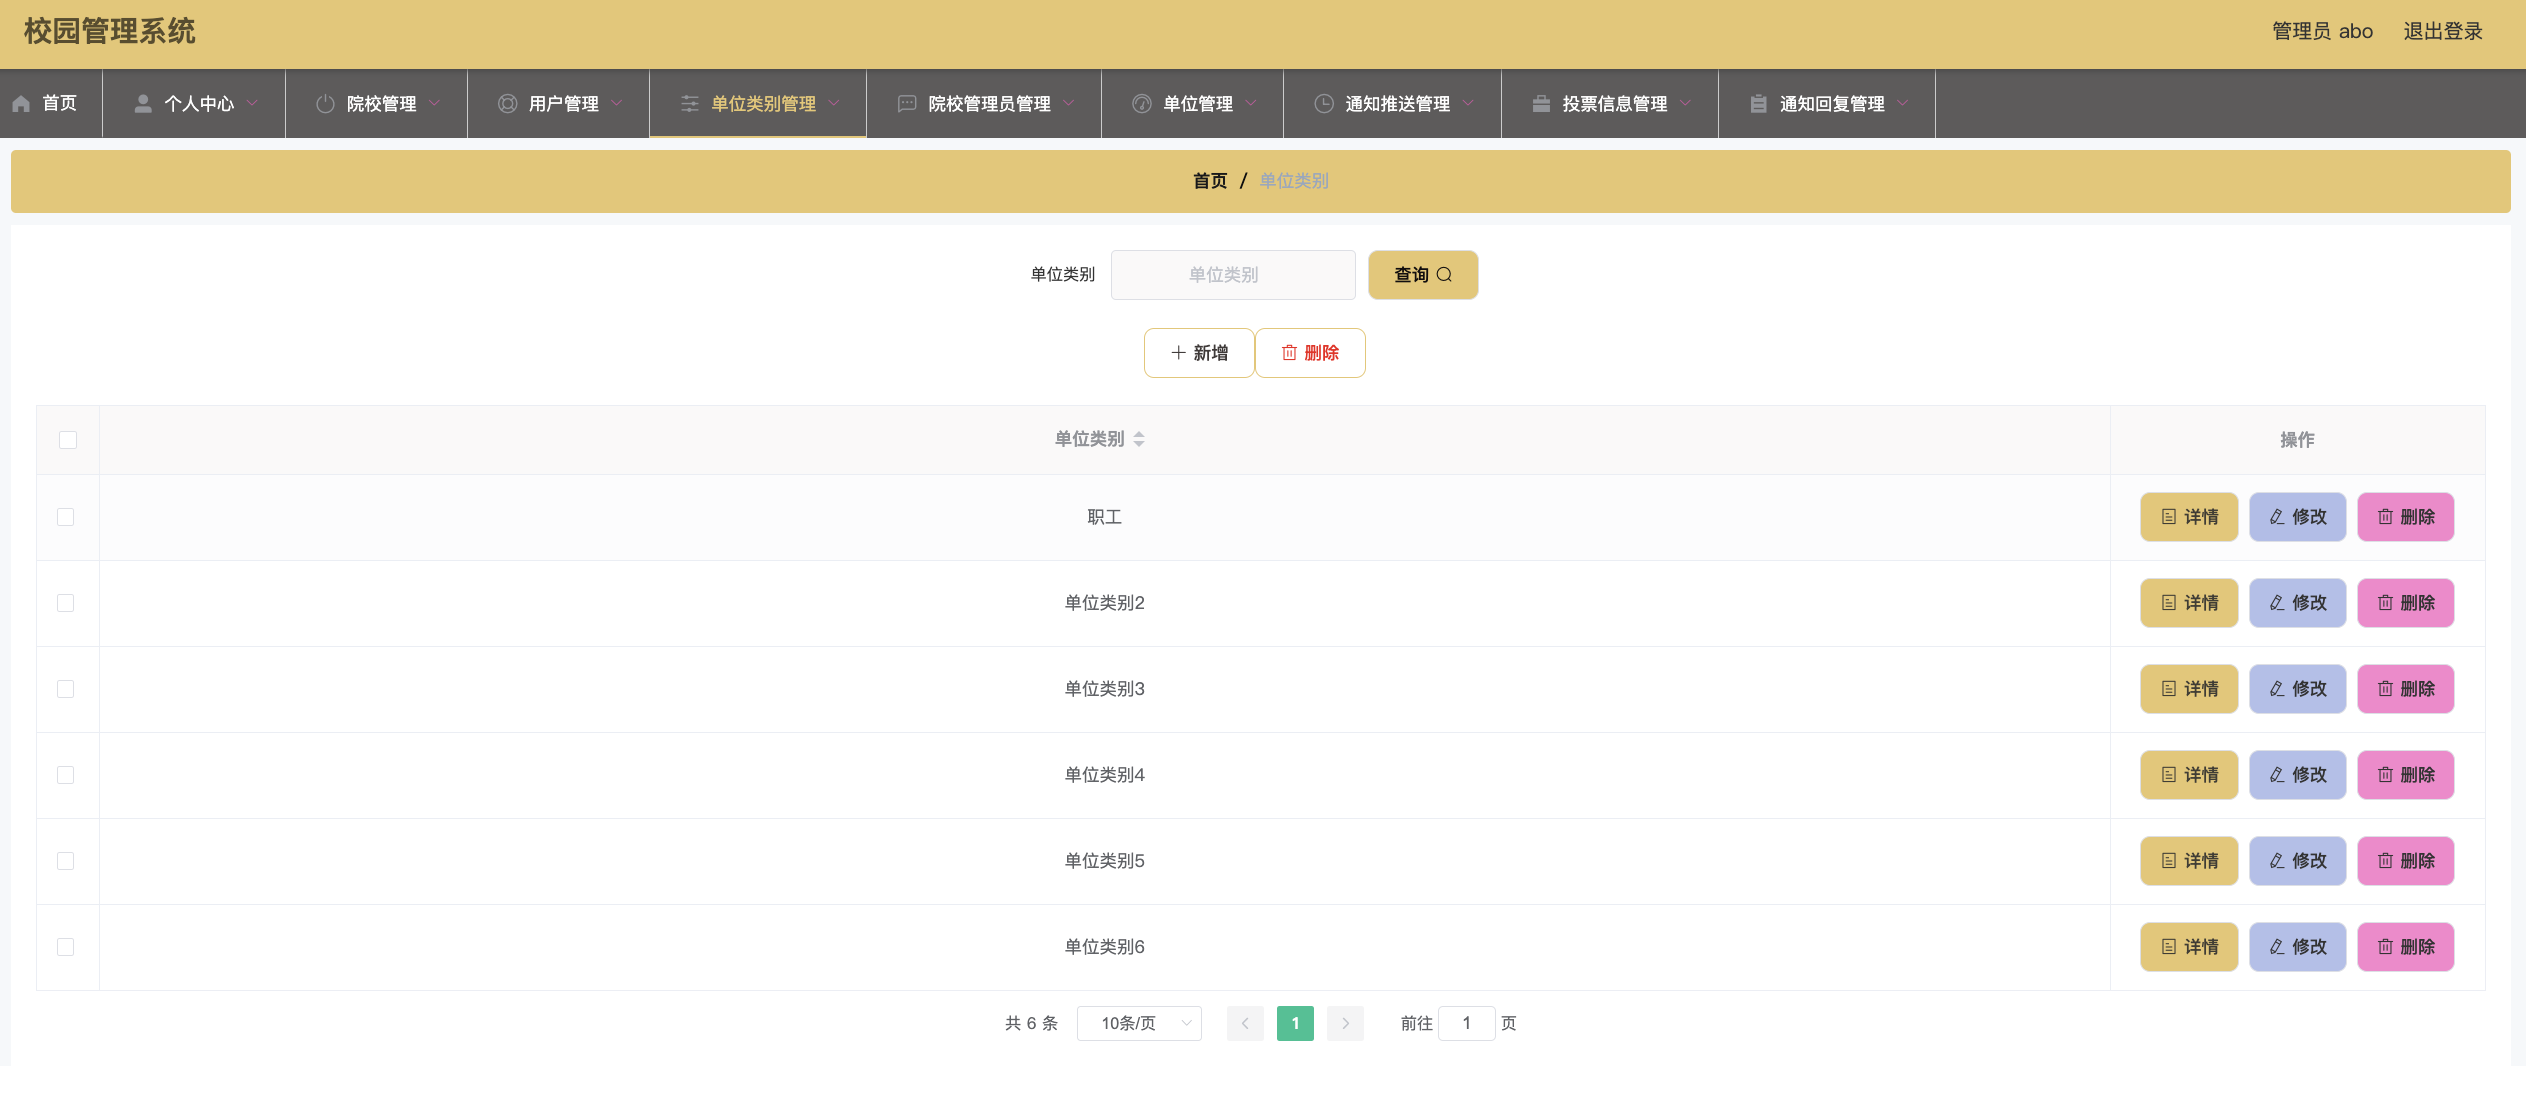 校园管理系统 管理员 abo 退出登录
首页 个人中心 院校管理 用户管理 单位类别管理 院校管理员管理 单位管理 通知推送管理 投票信息管理 通知回复管理
首页 / 单位类别
单位类别 单位类别 查询
新增 删除
单位类别 操作
职工 详情 修改 删除
单位类别2 详情 修改 删除
单位类别3 详情 修改 删除
单位类别4 详情 修改 删除
单位类别5 详情 修改 删除
单位类别6 详情 修改 删除
共 6 条 10条/页 1 前往 1 页